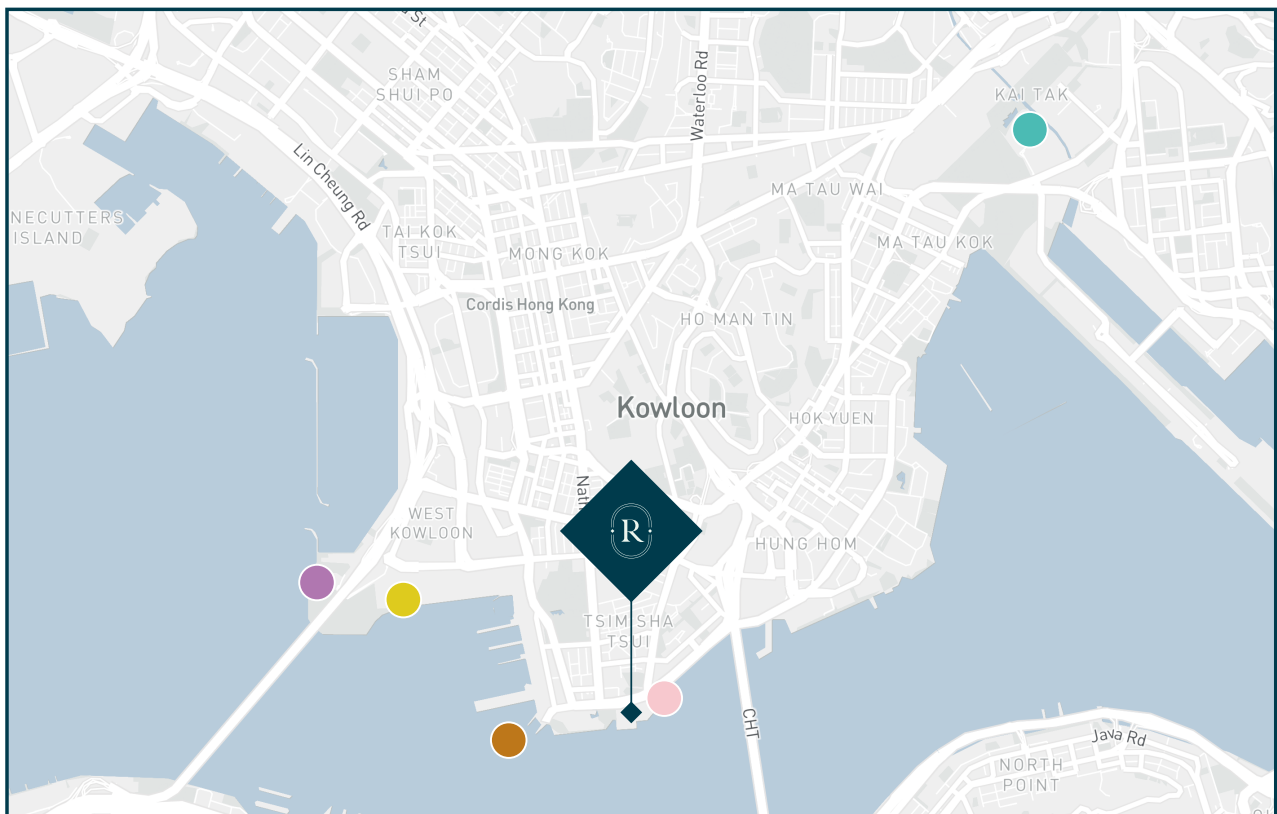 St
SHAM
SHUI PO
Waterloo Rd
KAI TAK
Lin Cheung Rd
MA TAU WAI
NECUTTERS
ISLAND
TAI KOK
TSUI
MONG KOK
MA TAU KOK
Cordis Hong Kong
HO MAN TIN
Kowloon
HOK YUEN
Nath
WEST
KOWLOON
R
HUNG HOM
TSIM SHA
TSUI
CHT
Java Rd
NORTH
POINT